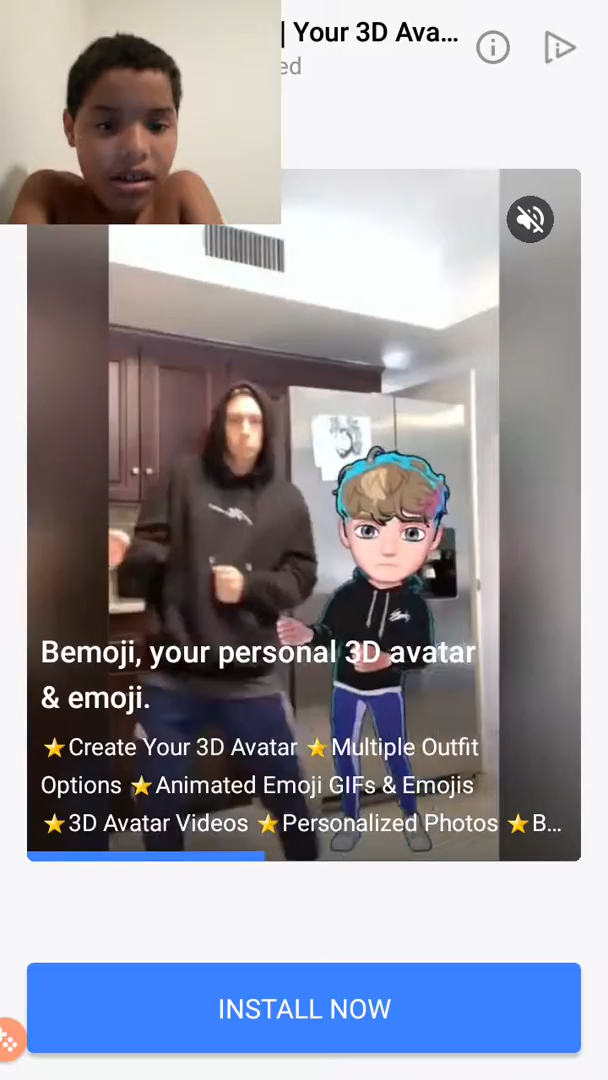 | Your 3D Ava...
ed
Bemoji, your personal 3D avatar
& emoji.
⭐Create Your 3D Avatar ⭐Multiple Outfit
Options ⭐Animated Emoji GIFs & Emojis
⭐3D Avatar Videos ⭐Personalized Photos ⭐B...
INSTALL NOW